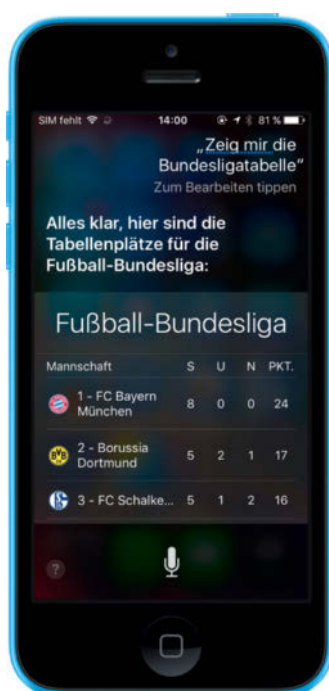 SIM fehlt 14:00 81 %
„Zeig mir die
Bundesligatabelle“
Zum Bearbeiten tippen
Alles klar, hier sind die
Tabellenplätze für die
Fußball-Bundesliga:
Fußball-Bundesliga
Mannschaft S U N PKT.
1 - FC Bayern
München 8 0 0 24
BVB 09
2 - Borussia
Dortmund 5 2 1 17
3 - FC Schalke... 5 1 2 16
?